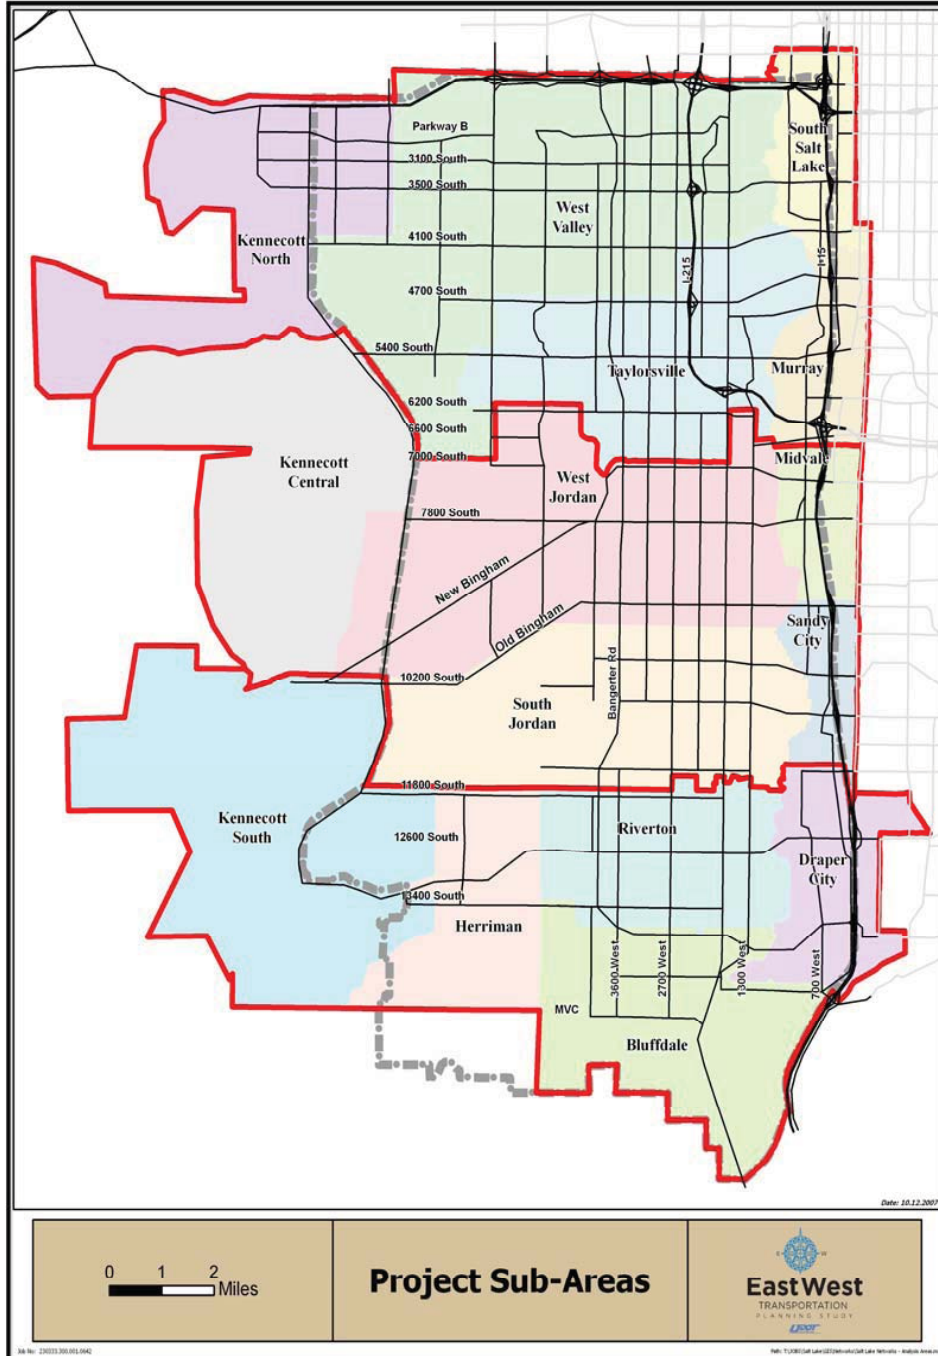 Parkway B
3100 South
3500 South
South
Salt
Lake
West
Valley
4100 South
Kennecott
North
I-215
I-15
4700 South
5400 South
Taylorsville
Murray
6200 South
6600 South
7000 South
Midvale
Kennecott
Central
West
Jordan
7800 South
New Bingham
Old Bingham
Sandy
City
10200 South
Bangerter Rd
South
Jordan
11800 South
Kennecott
South
12600 South
Riverton
Draper
City
13400 South
Herriman
3600 West
2700 West
1300 West
700 West
MVC
Bluffdale
Date: 10.12.2007
0 1 2
Miles
Project Sub-Areas
EastWest
TRANSPORTATION
PLANNING STUDY
UDOT